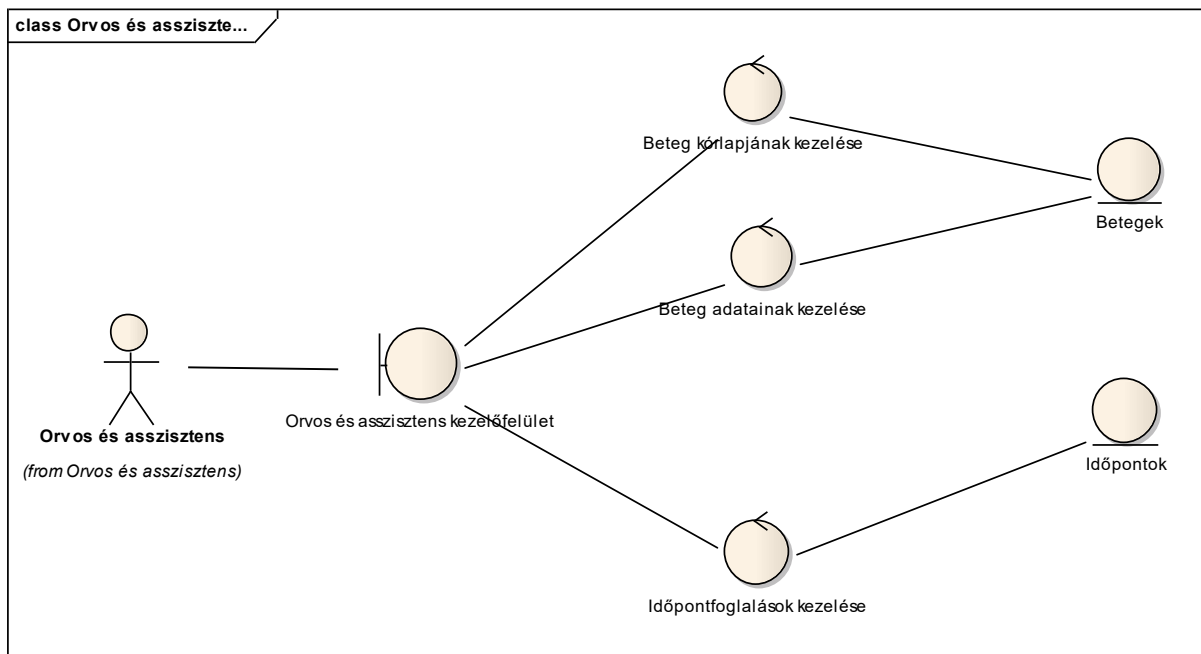 class Orvos és assziszte...
Beteg kórlapjának kezelése
Betegek
Beteg adatainak kezelése
Orvos és asszisztens kezelőfelület
Orvos és asszisztens
(from Orvos és asszisztens)
Időpontok
Időpontfoglalások kezelése